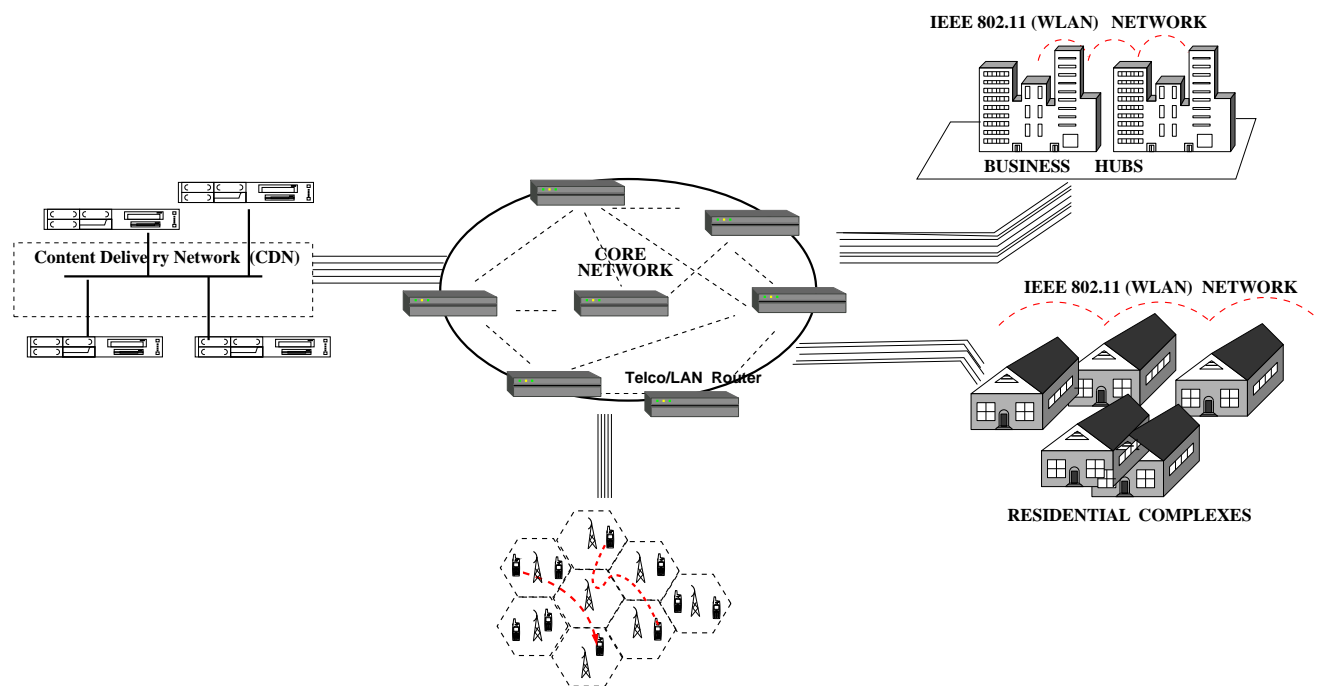 IEEE 802.11 (WLAN) NETWORK
BUSINESS HUBS
Content Delivery Network (CDN)
CORE
NETWORK
IEEE 802.11 (WLAN) NETWORK
Telco/LAN Router
RESIDENTIAL COMPLEXES